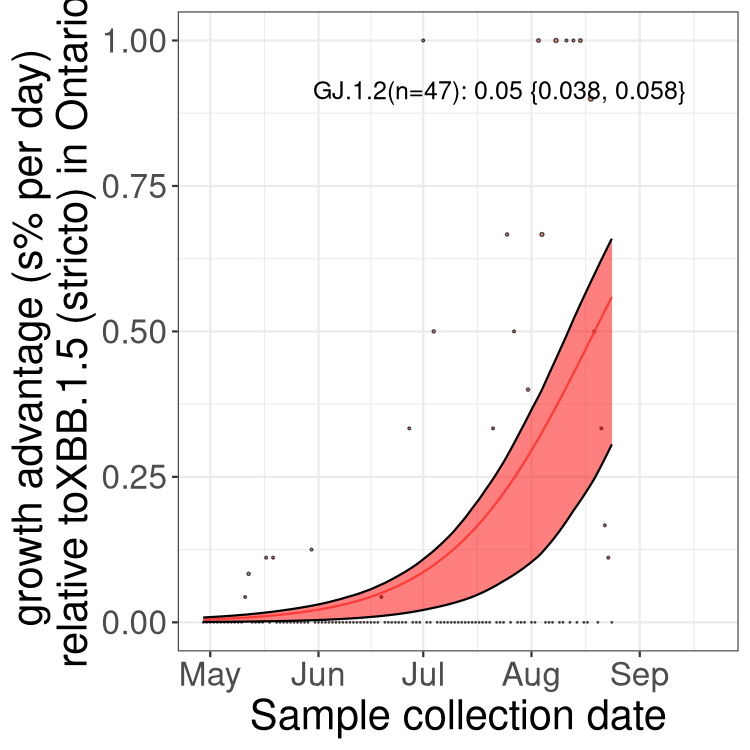 growth advantage (s% per day)
relative toXBB.1.5 (stricto) in Ontario
1.00
0.75
0.50
0.25
0.00
GJ.1.2(n=47): 0.05 {0.038, 0.058}
May Jun Jul Aug Sep
Sample collection date